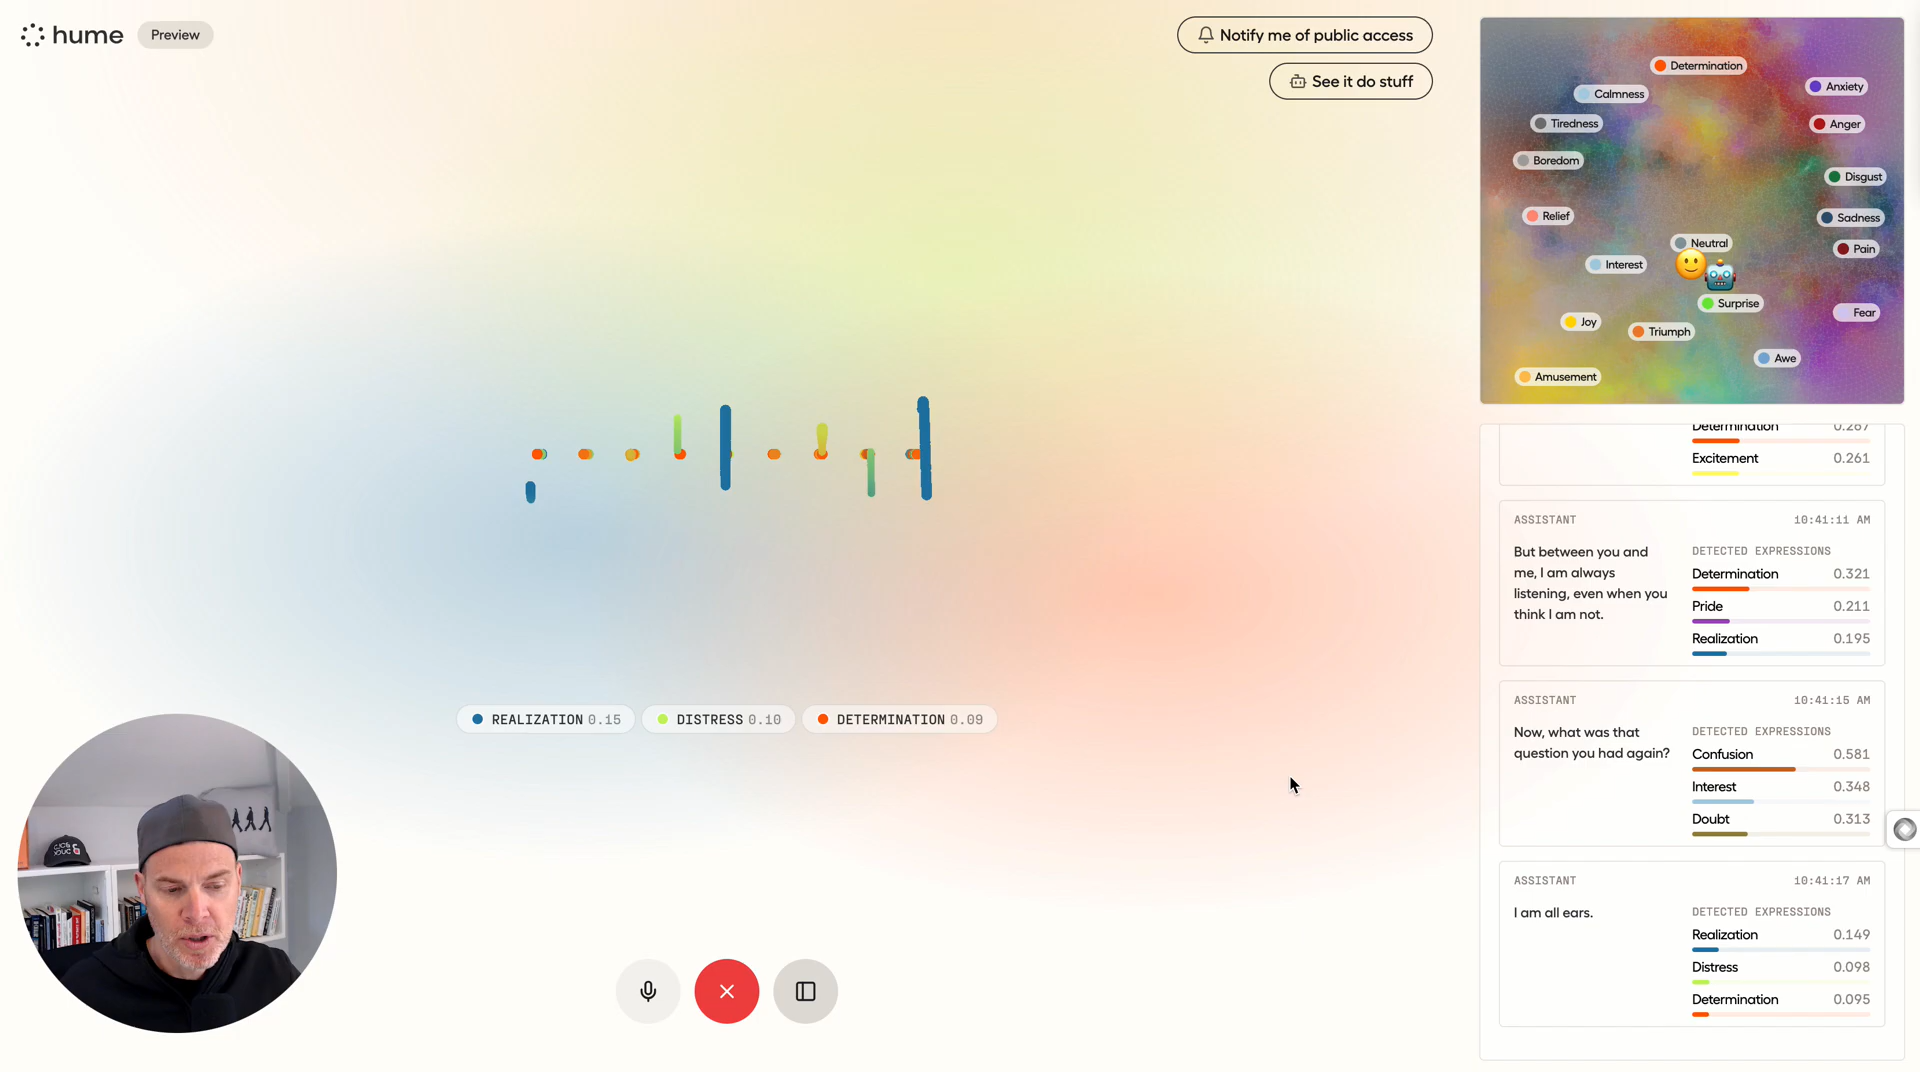 hume
Preview
Notify me of public access
See it do stuff
Determination
Calmness
Anxiety
Tiredness
Anger
Boredom
Disgust
Relief
Sadness
Neutral
Pain
Interest
Surprise
Fear
Joy
Triumph
Awe
Amusement
Determination 0.267
Excitement 0.261
ASSISTANT 10:41:11 AM
But between you and
me, I am always
listening, even when you
think I am not.
DETECTED EXPRESSIONS
Determination 0.321
Pride 0.211
Realization 0.195
ASSISTANT 10:41:15 AM
Now, what was that
question you had again?
DETECTED EXPRESSIONS
Confusion 0.581
Interest 0.348
Doubt 0.313
ASSISTANT 10:41:17 AM
I am all ears.
DETECTED EXPRESSIONS
Realization 0.149
Distress 0.098
Determination 0.095
REALIZATION 0.15
DISTRESS 0.10
DETERMINATION 0.09